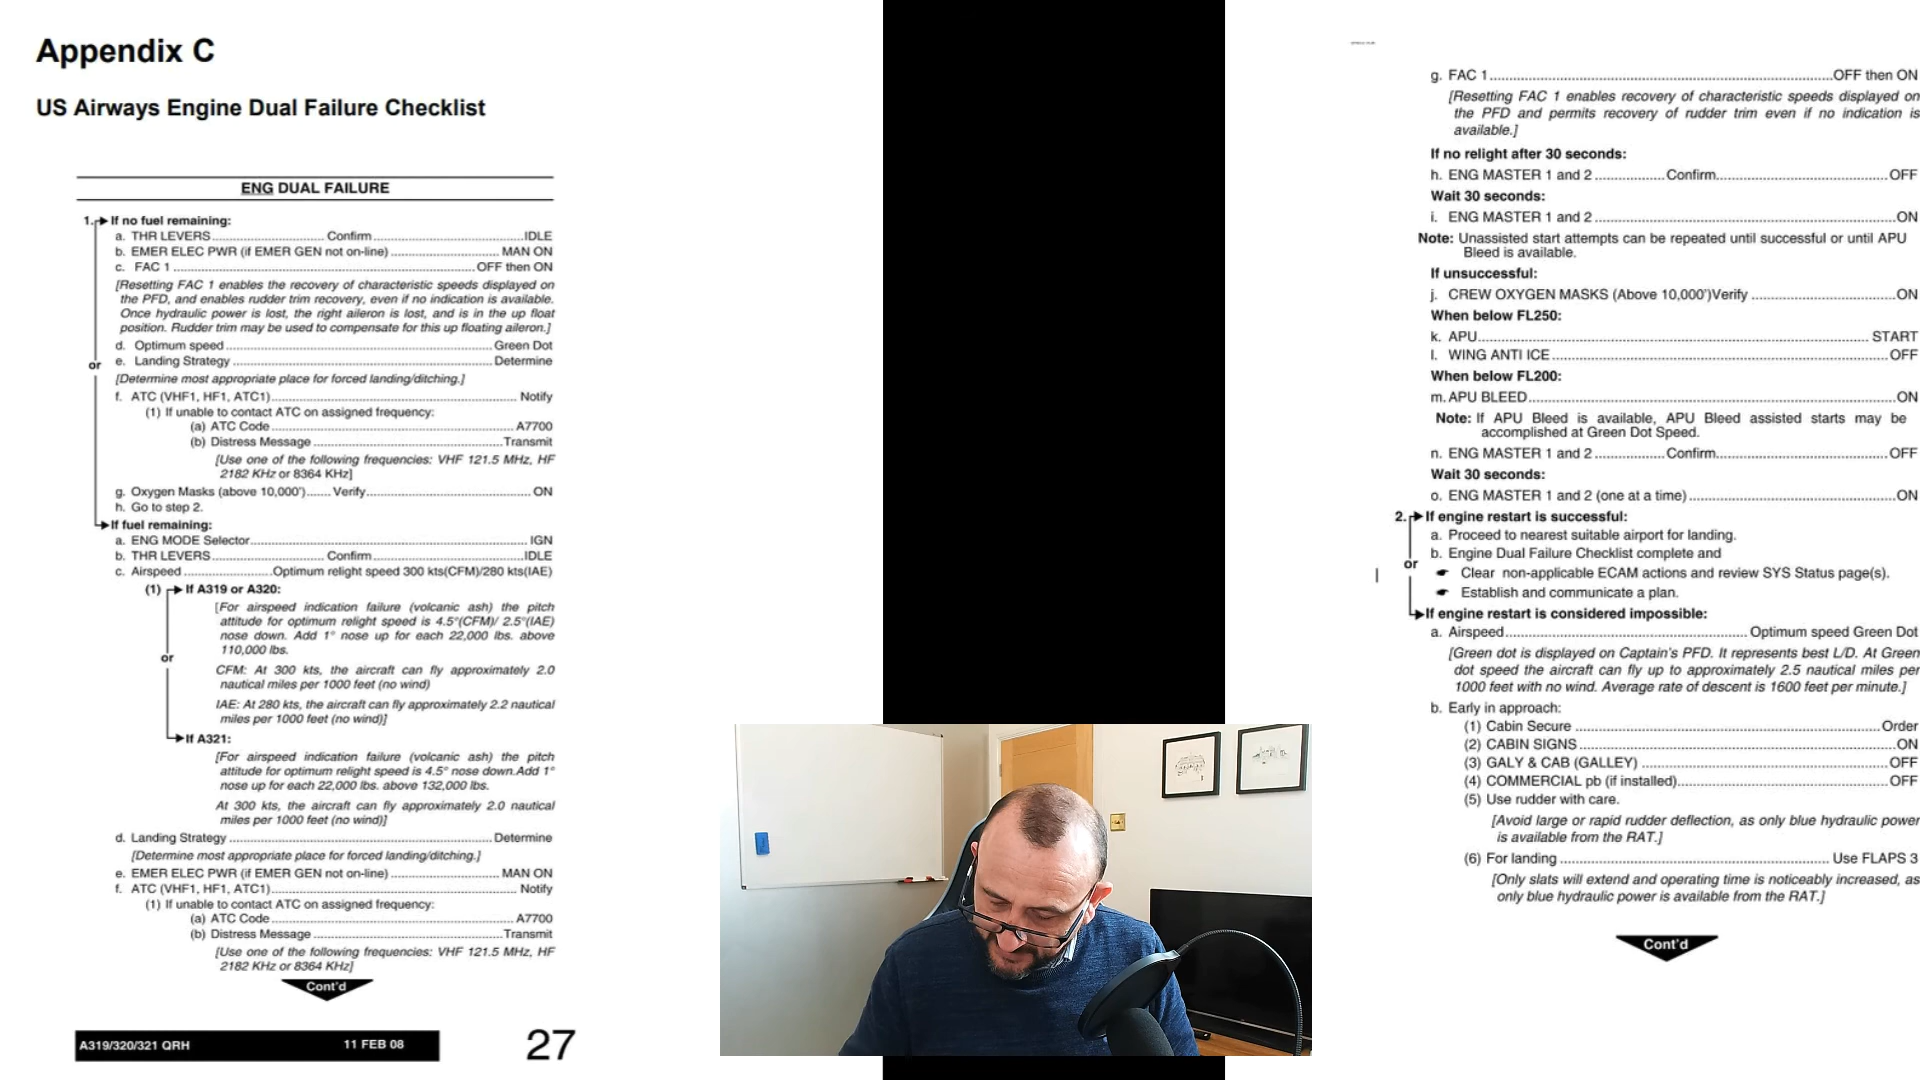 Appendix C
US Airways Engine Dual Failure Checklist
ENG DUAL FAILURE
1. If no fuel remaining:
a. THR LEVERS .......... Confirm .......... IDLE
b. EMER ELEC PWR (if EMER GEN not on-line) .......... MAN ON
c. FAC 1 .......... OFF then ON
[Resetting FAC 1 enables the recovery of characteristic speeds displayed on
the PFD, and enables rudder trim recovery, even if no indication is available.
Once hydraulic power is lost, the right aileron is lost, and is in the up float
position. Rudder trim may be used to compensate for this up floating aileron.]
d. Optimum speed .......... Green Dot
or
e. Landing Strategy .......... Determine
[Determine most appropriate place for forced landing/ditching.]
f. ATC (VHF1, HF1, ATC1) .......... Notify
(1) If unable to contact ATC on assigned frequency:
(a) ATC Code .......... A7700
(b) Distress Message .......... Transmit
[Use one of the following frequencies: VHF 121.5 MHz, HF
2182 KHz or 8364 KHz]
g. Oxygen Masks (above 10,000') ....... Verify .......... ON
h. Go to step 2.
If fuel remaining:
a. ENG MODE Selector .......... IGN
b. THR LEVERS .......... Confirm .......... IDLE
c. Airspeed .......... Optimum relight speed 300 kts(CFM)/280 kts(IAE)
(1) If A319 or A320:
[For airspeed indication failure (volcanic ash) the pitch
attitude for optimum relight speed is 4.5°(CFM)/ 2.5°(IAE)
nose down. Add 1° nose up for each 22,000 lbs. above
110,000 lbs.
or
CFM: At 300 kts, the aircraft can fly approximately 2.0
nautical miles per 1000 feet (no wind)
IAE: At 280 kts, the aircraft can fly approximately 2.2 nautical
miles per 1000 feet (no wind)]
If A321:
[For airspeed indication failure (volcanic ash) the pitch
attitude for optimum relight speed is 4.5° nose down.Add 1°
nose up for each 22,000 lbs. above 132,000 lbs.
At 300 kts, the aircraft can fly approximately 2.0 nautical
miles per 1000 feet (no wind)]
d. Landing Strategy .......... Determine
[Determine most appropriate place for forced landing/ditching.]
e. EMER ELEC PWR (if EMER GEN not on-line) .......... MAN ON
f. ATC (VHF1, HF1, ATC1) .......... Notify
(1) If unable to contact ATC on assigned frequency:
(a) ATC Code .......... A7700
(b) Distress Message .......... Transmit
[Use one of the following frequencies: VHF 121.5 MHz, HF
2182 KHz or 8364 KHz]
Cont'd
A319/320/321 QRH 11 FEB 08
27
g. FAC 1 .......... OFF then ON
[Resetting FAC 1 enables recovery of characteristic speeds displayed on
the PFD and permits recovery of rudder trim even if no indication is
available.]
If no relight after 30 seconds:
h. ENG MASTER 1 and 2 .......... Confirm .......... OFF
Wait 30 seconds:
i. ENG MASTER 1 and 2 .......... ON
Note: Unassisted start attempts can be repeated until successful or until APU
Bleed is available.
If unsuccessful:
j. CREW OXYGEN MASKS (Above 10,000')Verify .......... ON
When below FL250:
k. APU .......... START
l. WING ANTI ICE .......... OFF
When below FL200:
m. APU BLEED .......... ON
Note: If APU Bleed is available, APU Bleed assisted starts may be
accomplished at Green Dot Speed.
n. ENG MASTER 1 and 2 .......... Confirm .......... OFF
Wait 30 seconds:
o. ENG MASTER 1 and 2 (one at a time) .......... ON
2. If engine restart is successful:
a. Proceed to nearest suitable airport for landing.
b. Engine Dual Failure Checklist complete and
or
Clear non-applicable ECAM actions and review SYS Status page(s).
Establish and communicate a plan.
If engine restart is considered impossible:
a. Airspeed .......... Optimum speed Green Dot
[Green dot is displayed on Captain's PFD. It represents best L/D. At Green
dot speed the aircraft can fly up to approximately 2.5 nautical miles per
1000 feet with no wind. Average rate of descent is 1600 feet per minute.]
b. Early in approach:
(1) Cabin Secure .......... Order
(2) CABIN SIGNS .......... ON
(3) GALY & CAB (GALLEY) .......... OFF
(4) COMMERCIAL pb (if installed) .......... OFF
(5) Use rudder with care.
[Avoid large or rapid rudder deflection, as only blue hydraulic power
is available from the RAT.]
(6) For landing .......... Use FLAPS 3
[Only slats will extend and operating time is noticeably increased, as
only blue hydraulic power is available from the RAT.]
Cont'd